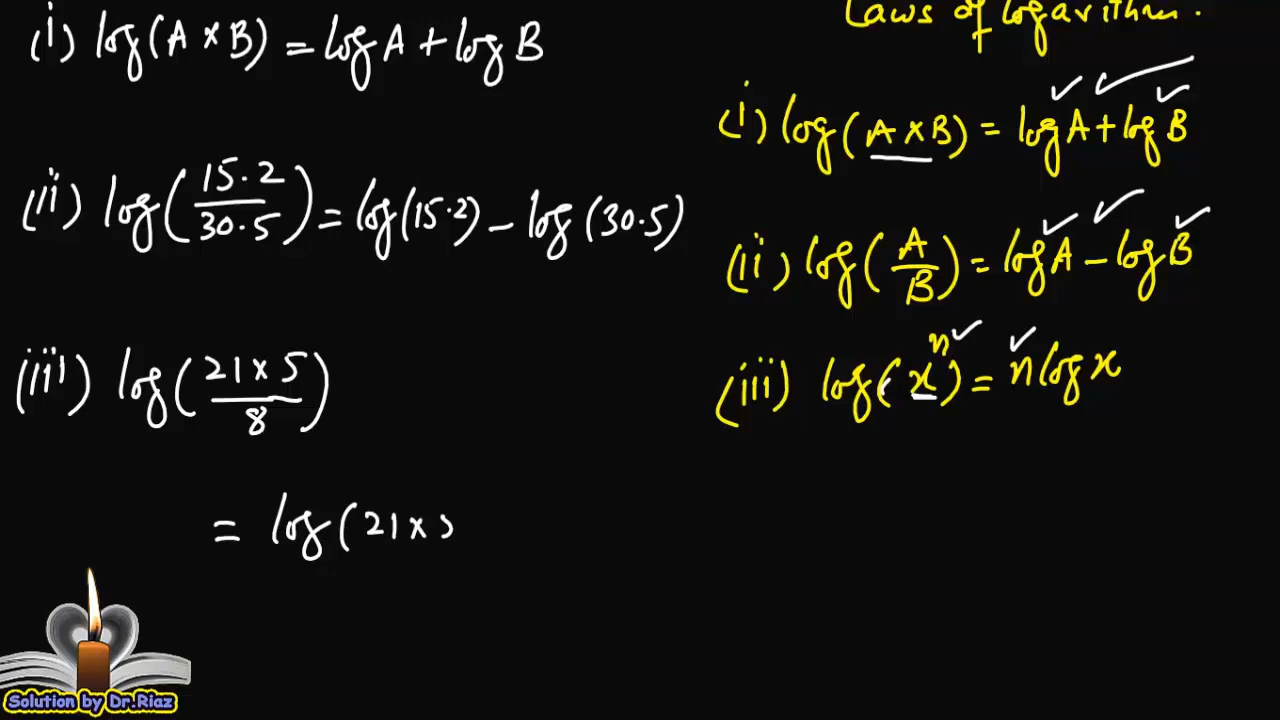 Laws of logarithm.
(i) log(A × B) = log A + log B
(ii) log(15.2/30.5) = log(15.2) – log(30.5)
(iii) log(21 × 5/8)
= log(21 ×
(i) log(A × B) = log A + log B
(ii) log(A/B) = log A – log B
(iii) log(xⁿ) = n log x
Solution by Dr.Riaz